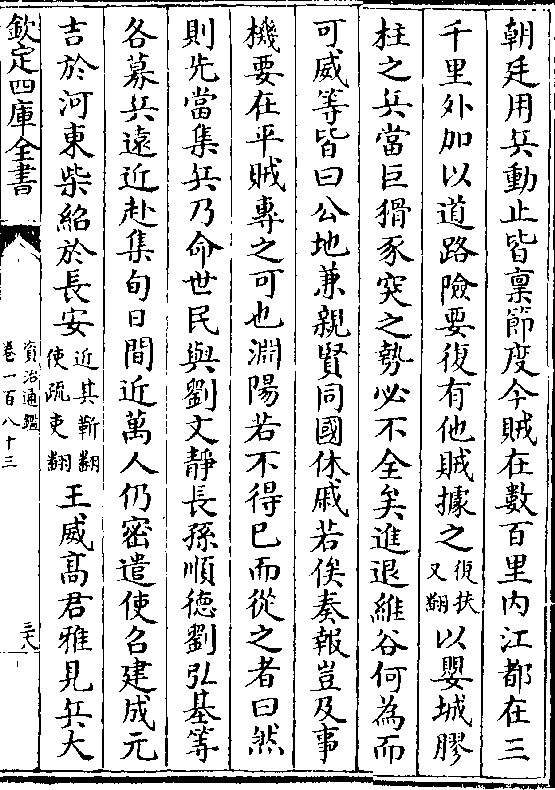 朝廷用兵動止皆稟節度今賊在數百里内江都在三
千里外加以道路險要復有他賊據之復扶又翻以嬰城膠
柱之兵當巨猾豕突之勢必不全矣進退維谷何為而
可威等皆曰公地兼親賢同國休戚若俟奏報豈及事
機要在平賊專之可也淵陽若不得已而從之者曰然
則先當集兵乃命世民與劉文靜長孫順德劉弘基等
各募兵遠近赴集旬日間近萬人仍密遣使召建成元
吉於河東柴紹於長安近其靳翻使疏吏翻王威髙君雅見兵大
欽定四庫全書
資治通鑑
卷一百八十三
三十八